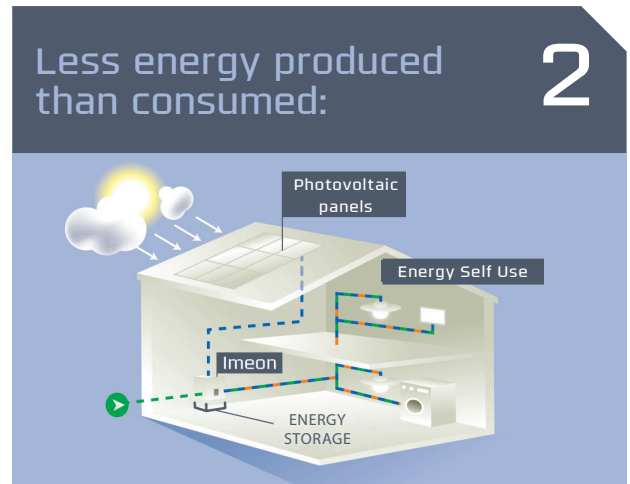 Less energy produced
than consumed:
2
Photovoltaic
panels
Energy Self Use
Imeon
ENERGY
STORAGE